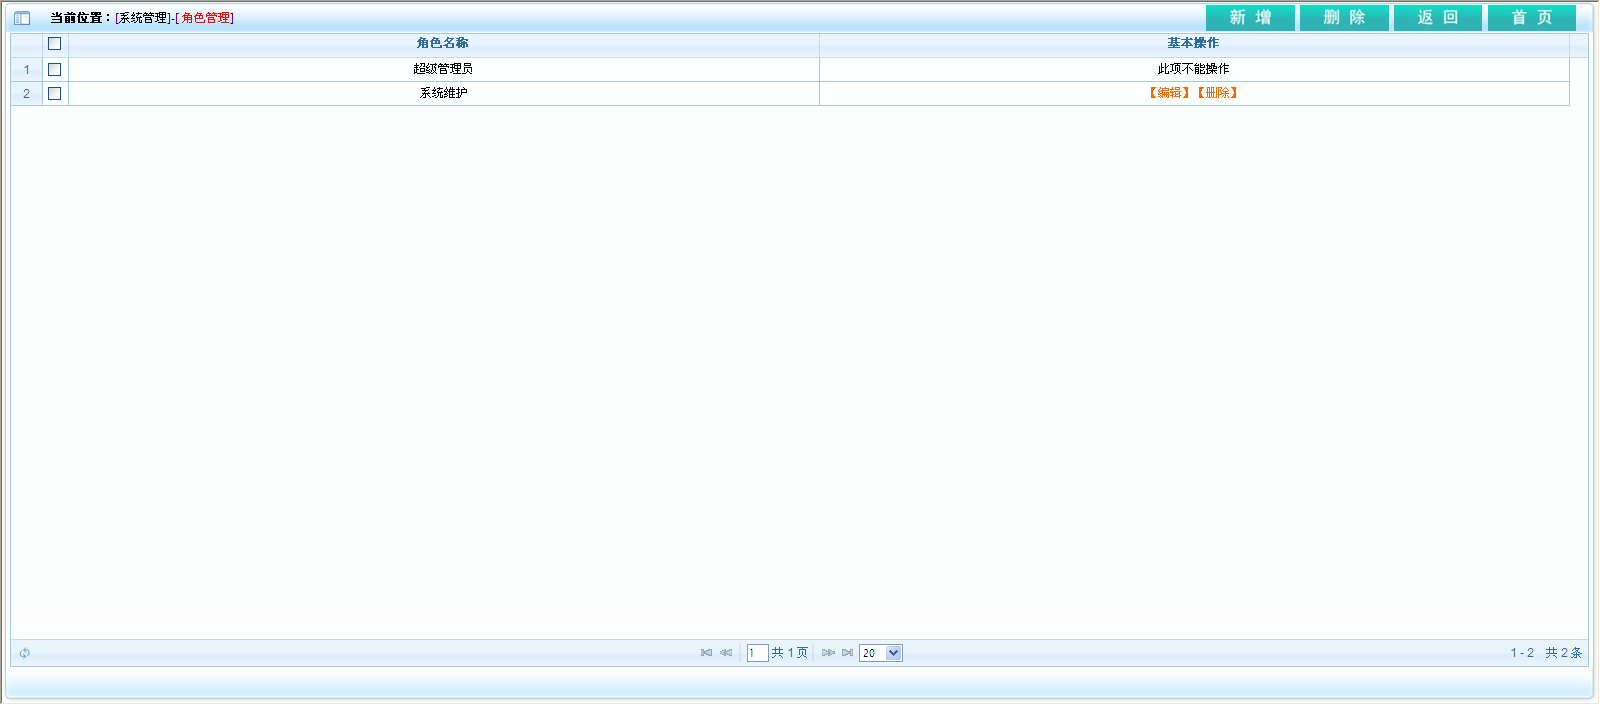 当前位置：[系统管理]-[ 角色管理] 新 增 删 除 返 回 首 页
角色名称 基本操作
1 超级管理员 此项不能操作
2 系统维护 【编辑】【删除】
1 共 1 页 20 1 - 2 共 2 条